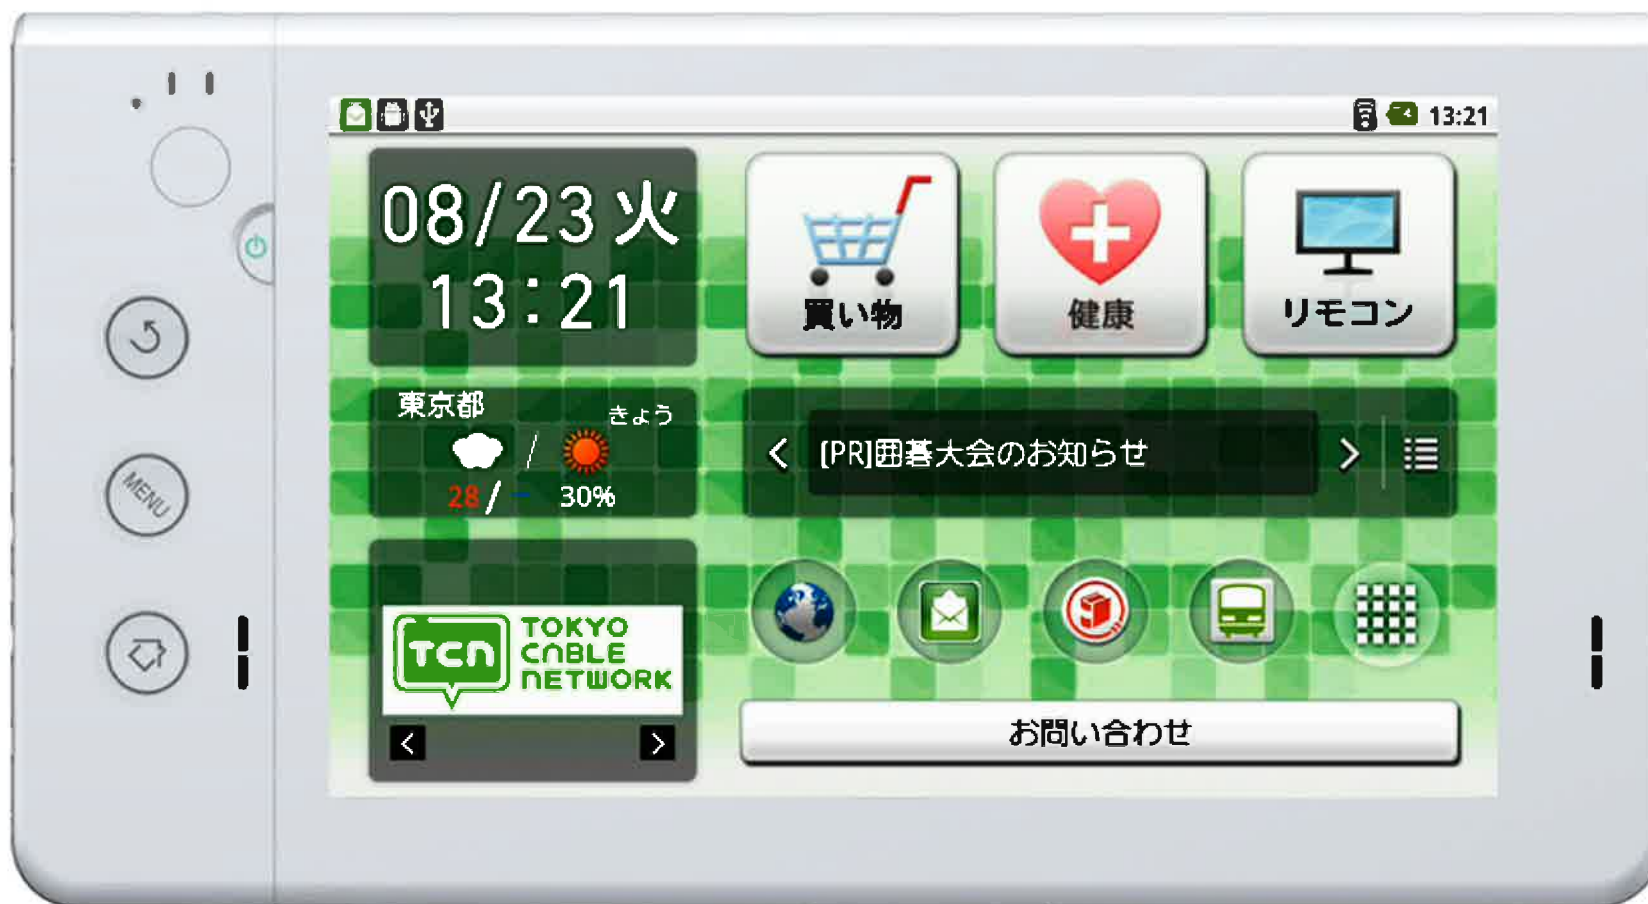 13:21
08/23 火
13:21
東京都
きょう
28 / -
30%
TCN
TOKYO
CABLE
NETWORK
買い物
健康
リモコン
[PR]囲碁大会のお知らせ
お問い合わせ
MENU